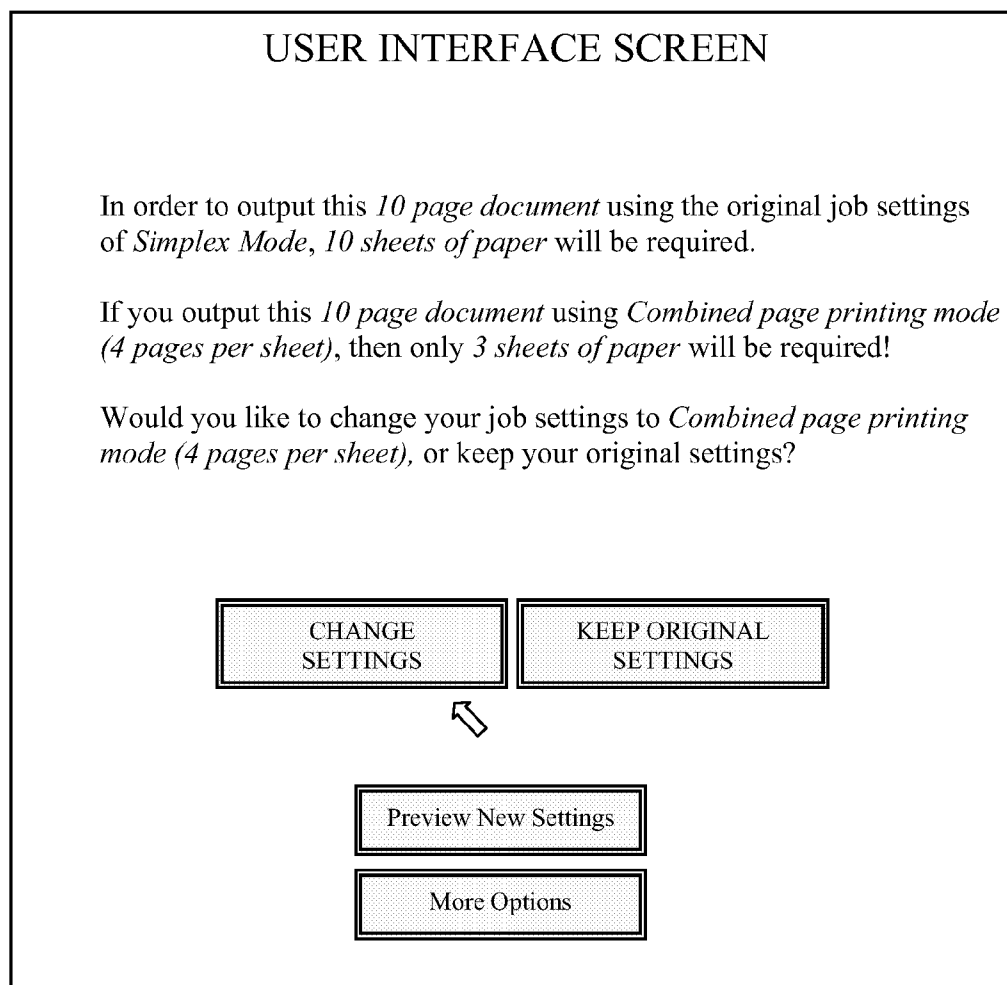 USER INTERFACE SCREEN
In order to output this 10 page document using the original job settings
of Simplex Mode, 10 sheets of paper will be required.
If you output this 10 page document using Combined page printing mode
(4 pages per sheet), then only 3 sheets of paper will be required!
Would you like to change your job settings to Combined page printing
mode (4 pages per sheet), or keep your original settings?
CHANGE
SETTINGS
KEEP ORIGINAL
SETTINGS
Preview New Settings
More Options